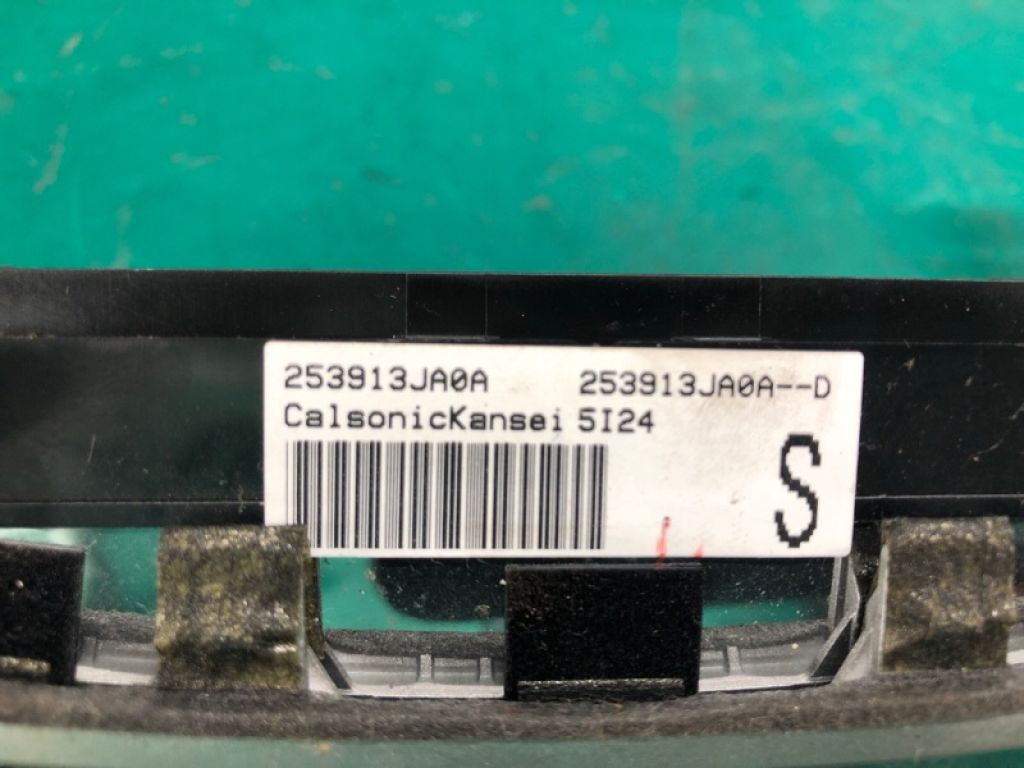 253913JA0A 253913JA0A--D
CalsonicKansei 5I24
S